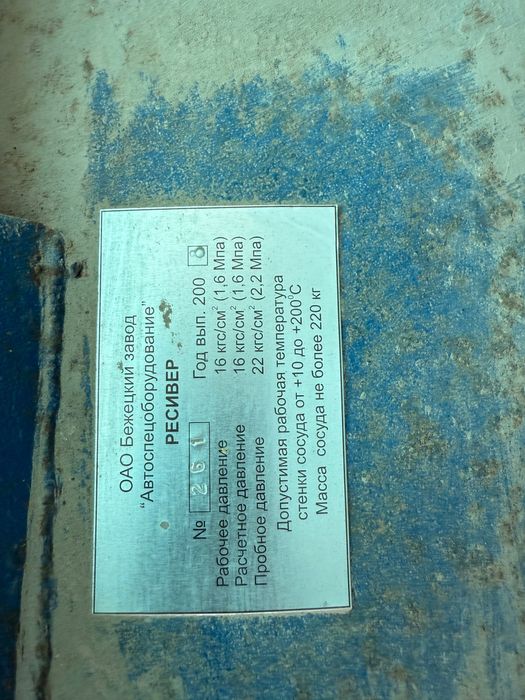 ОАО Бежецкий завод
“Автоспецоборудование”
РЕСИВЕР
№ 261 Год вып. 2008
Рабочее давление 16 кгс/см² (1,6 Мпа)
Расчетное давление 16 кгс/см² (1,6 Мпа)
Пробное давление 22 кгс/см² (2,2 Мпа)
Допустимая рабочая температура
стенки сосуда от +10 до +200°С
Масса сосуда не более 220 кг